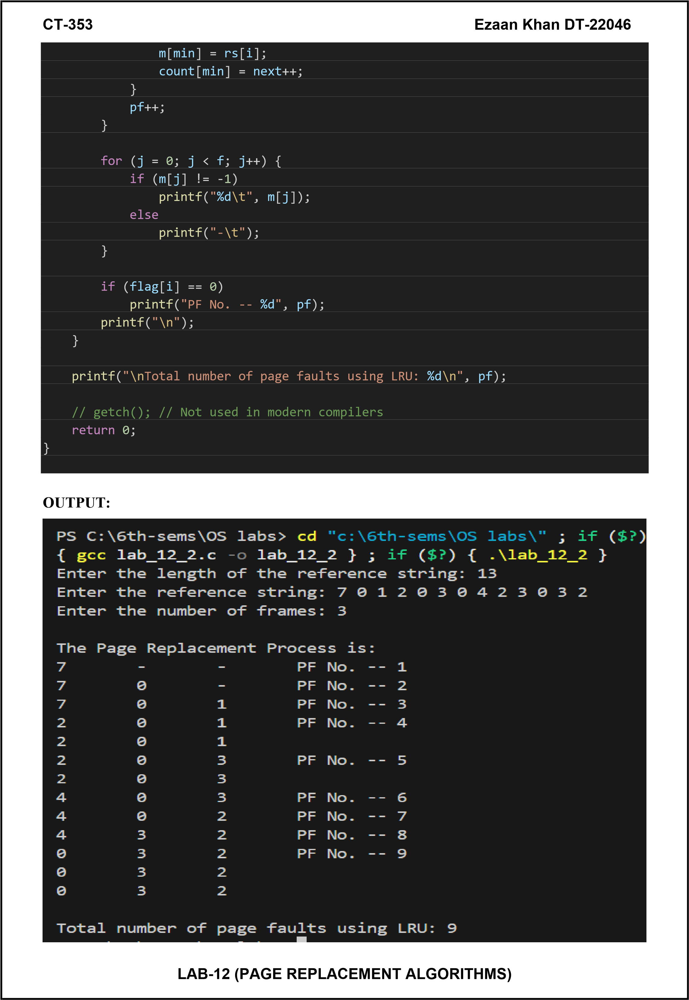 CT-353 Ezaan Khan DT-22046
m[min] = rs[i];
count[min] = next++;
}
pf++;
}
for (j = 0; j < f; j++) {
if (m[j] != -1)
printf("%d\t", m[j]);
else
printf("-\t");
}
if (flag[i] == 0)
printf("PF No. -- %d", pf);
printf("\n");
}
printf("\nTotal number of page faults using LRU: %d\n", pf);
// getch(); // Not used in modern compilers
return 0;
}
OUTPUT:
PS C:\6th-sems\OS labs> cd "c:\6th-sems\OS labs\" ; if ($?)
{ gcc lab_12_2.c -o lab_12_2 } ; if ($?) { .\lab_12_2 }
Enter the length of the reference string: 13
Enter the reference string: 7 0 1 2 0 3 0 4 2 3 0 3 2
Enter the number of frames: 3
The Page Replacement Process is:
7 - - PF No. -- 1
7 0 - PF No. -- 2
7 0 1 PF No. -- 3
2 0 1 PF No. -- 4
2 0 1
2 0 3 PF No. -- 5
2 0 3
4 0 3 PF No. -- 6
4 0 2 PF No. -- 7
4 3 2 PF No. -- 8
0 3 2 PF No. -- 9
0 3 2
0 3 2
Total number of page faults using LRU: 9
LAB-12 (PAGE REPLACEMENT ALGORITHMS)